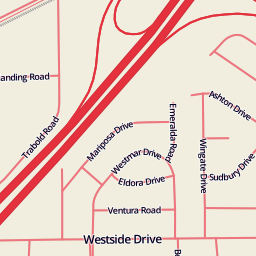 anding Road
Ashton Drive
Mariposa Drive
Emeralda Road
Trabold Road
Wingate Drive
Westmar Drive
Eldora Drive
Sudbury Drive
Ventura Road
Westside Drive